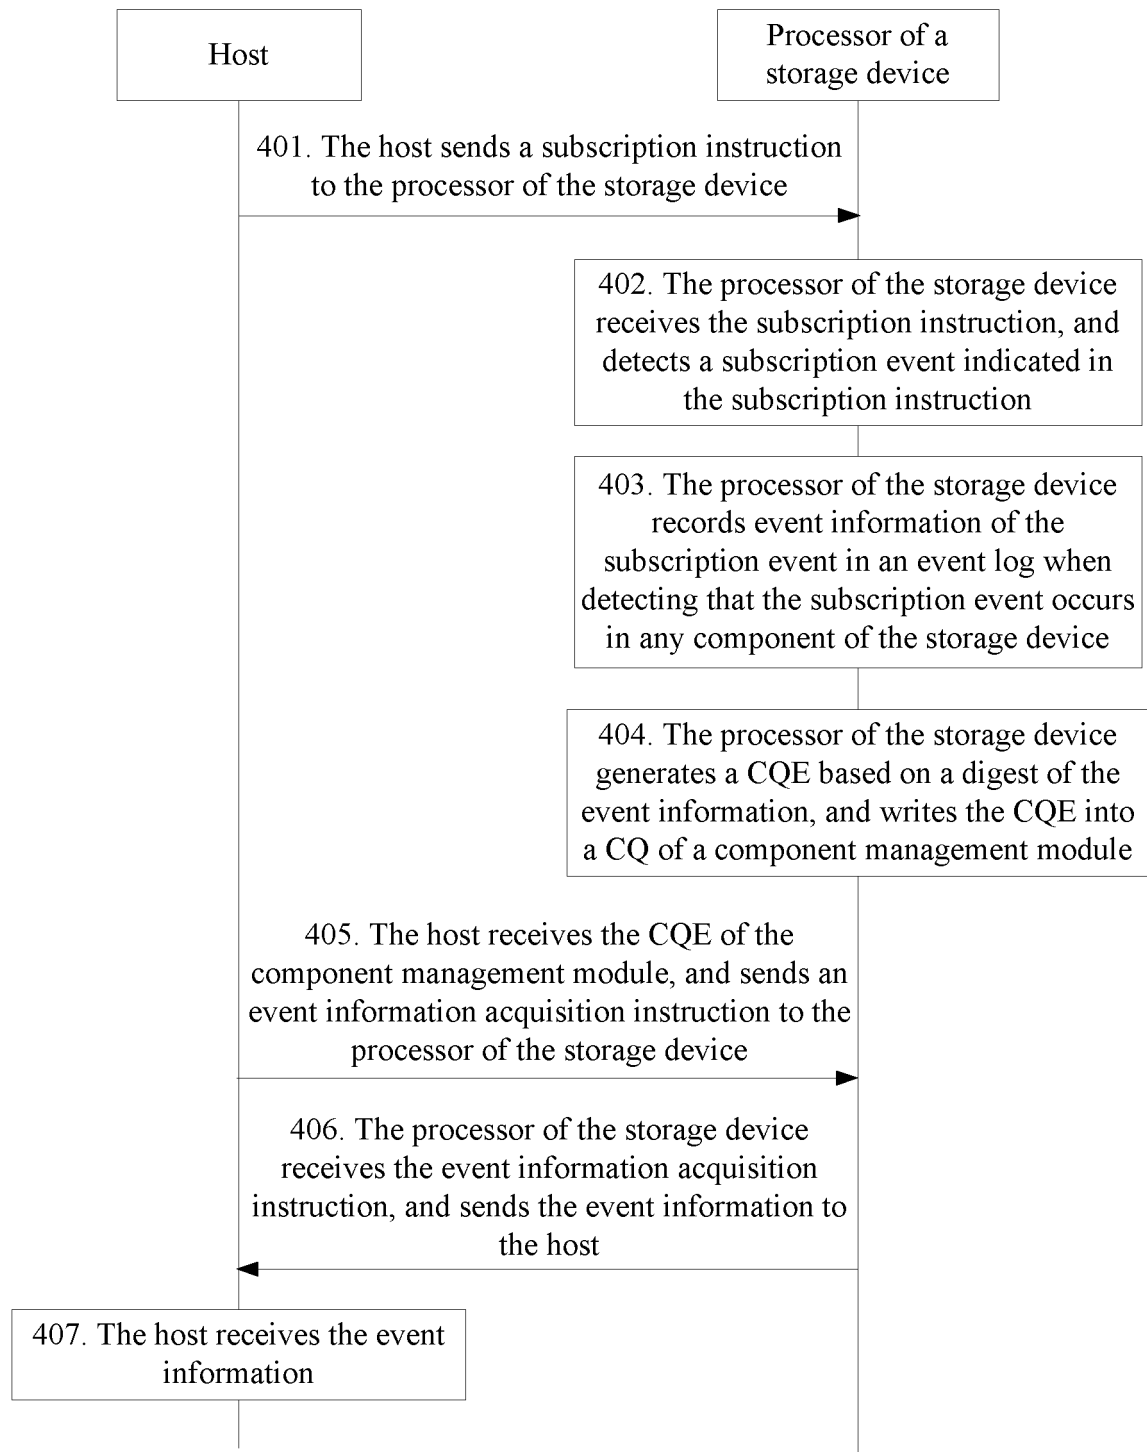 Host
Processor of a
storage device
401. The host sends a subscription instruction
to the processor of the storage device
402. The processor of the storage device
receives the subscription instruction, and
detects a subscription event indicated in
the subscription instruction
403. The processor of the storage device
records event information of the
subscription event in an event log when
detecting that the subscription event occurs
in any component of the storage device
404. The processor of the storage device
generates a CQE based on a digest of the
event information, and writes the CQE into
a CQ of a component management module
405. The host receives the CQE of the
component management module, and sends an
event information acquisition instruction to the
processor of the storage device
406. The processor of the storage device
receives the event information acquisition
instruction, and sends the event information to
the host
407. The host receives the event
information